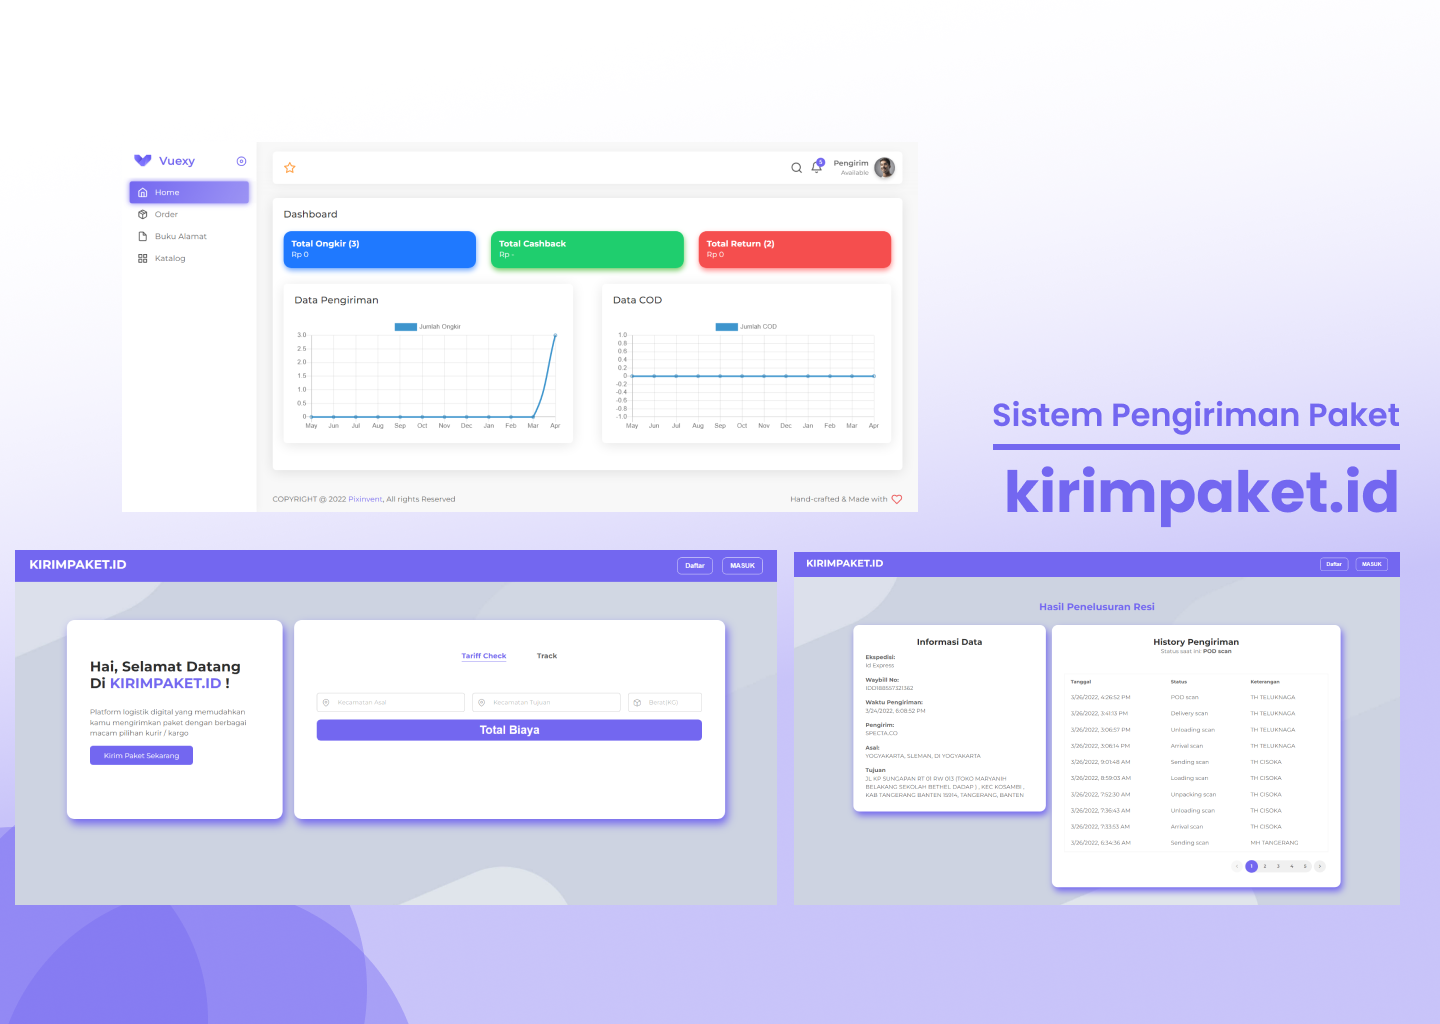 Vuexy
Home
Order
Buku Alamat
Katalog
5
Pengirim
Available
Dashboard
Total Ongkir (3)
Rp 0
Total Cashback
Rp -
Total Return (2)
Rp 0
Data Pengiriman
Jumlah Ongkir
3.0
2.5
2.0
1.5
1.0
0.5
0
May Jun Jul Aug Sep Oct Nov Dec Jan Feb Mar Apr
Data COD
Jumlah COD
1.0
0.8
0.6
0.4
0.2
0
-0.2
-0.4
-0.6
-0.8
-1.0
May Jun Jul Aug Sep Oct Nov Dec Jan Feb Mar Apr
COPYRIGHT @ 2022 Pixinvent, All rights Reserved
Hand-crafted & Made with
Sistem Pengiriman Paket
kirimpaket.id
KIRIMPAKET.ID
Daftar
MASUK
Hai, Selamat Datang
Di KIRIMPAKET.ID !
Platform logistik digital yang memudahkan
kamu mengirimkan paket dengan berbagai
macam pilihan kurir / kargo
Kirim Paket Sekarang
Tariff Check
Track
Kecamatan Asal
Kecamatan Tujuan
Berat(KG)
Total Biaya
KIRIMPAKET.ID
Daftar
MASUK
Hasil Penelusuran Resi
Informasi Data
Ekspedisi:
Id Express
Waybill No:
IDD188557321362
Waktu Pengiriman:
3/24/2022, 6:08:52 PM
Pengirim:
SPECTA.CO
Asal:
YOGYAKARTA, SLEMAN, DI YOGYAKARTA
Tujuan
JL KP SUNGAPAN RT 01 RW 013 (TOKO MARYANIH
BELAKANG SEKOLAH BETHEL DADAP ) , KEC KOSAMBI ,
KAB TANGERANG BANTEN 15914, TANGERANG, BANTEN
History Pengiriman
Status saat ini: POD scan
Tanggal Status Keterangan
3/26/2022, 4:26:52 PM POD scan TH TELUKNAGA
3/26/2022, 3:41:13 PM Delivery scan TH TELUKNAGA
3/26/2022, 3:06:57 PM Unloading scan TH TELUKNAGA
3/26/2022, 3:06:14 PM Arrival scan TH TELUKNAGA
3/26/2022, 9:01:48 AM Sending scan TH CISOKA
3/26/2022, 8:59:03 AM Loading scan TH CISOKA
3/26/2022, 7:52:30 AM Unpacking scan TH CISOKA
3/26/2022, 7:36:43 AM Unloading scan TH CISOKA
3/26/2022, 7:33:53 AM Arrival scan TH CISOKA
3/26/2022, 5:34:36 AM Sending scan MH TANGERANG
< 1 2 3 4 5 >